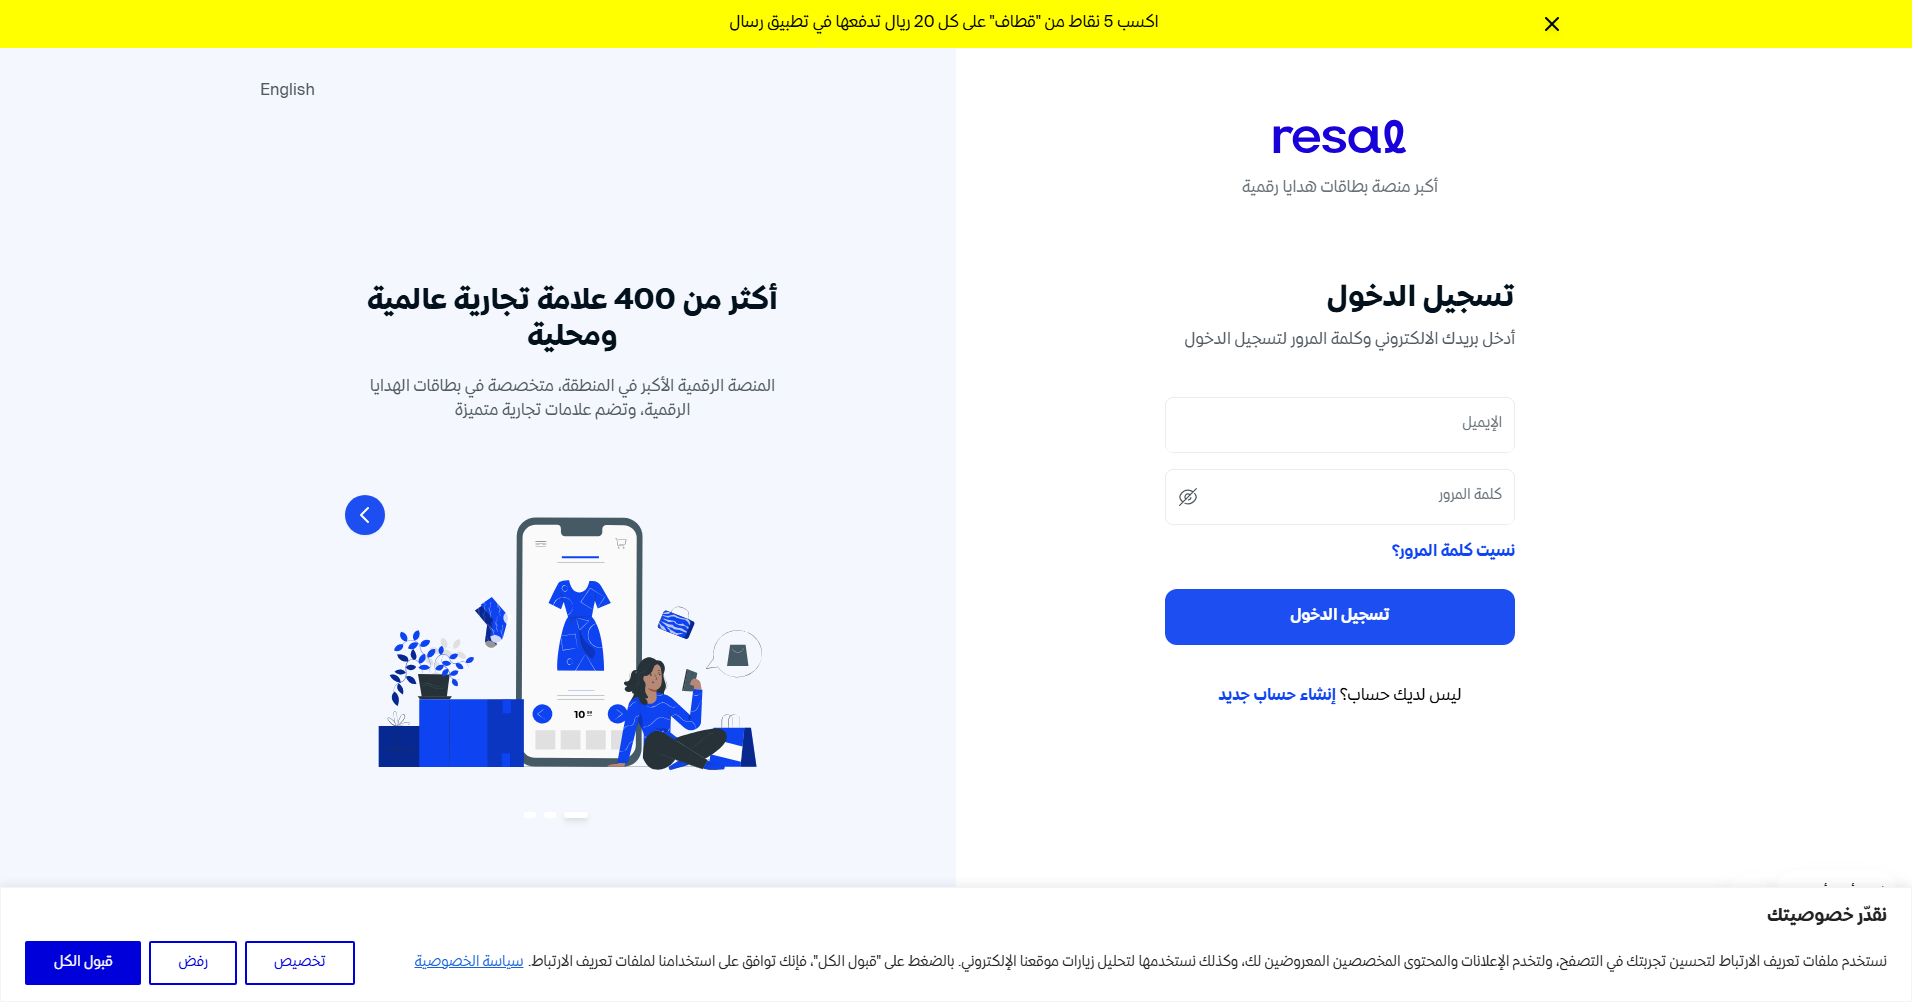 اكسب 5 نقاط من "قطاف" على كل 20 ريال تدفعها في تطبيق رسال
English
resal
أكبر منصة بطاقات هدايا رقمية
تسجيل الدخول
أدخل بريدك الالكتروني وكلمة المرور لتسجيل الدخول
الإيميل
كلمة المرور
نسيت كلمة المرور؟
تسجيل الدخول
ليس لديك حساب؟ إنشاء حساب جديد
أكثر من 400 علامة تجارية عالمية
ومحلية
المنصة الرقمية الأكبر في المنطقة، متخصصة في بطاقات الهدايا
الرقمية، وتضم علامات تجارية متميزة
10
نقدّر خصوصيتك
نستخدم ملفات تعريف الارتباط لتحسين تجربتك في التصفح، ولتخدم الإعلانات والمحتوى المخصصين المعروضين لك، وكذلك نستخدمها لتحليل زيارات موقعنا الإلكتروني. بالضغط على "قبول الكل"، فإنك توافق على استخدامنا لملفات تعريف الارتباط. سياسة الخصوصية
تخصيص
رفض
قبول الكل